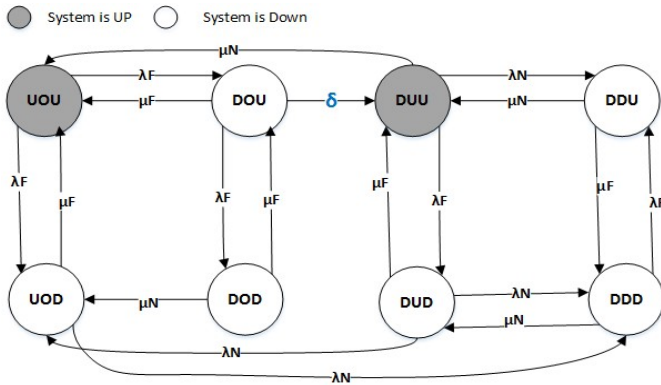 System is UP System is Down
μN
UOU λF DOU δ DUU λN DDU
μF μN
λF μF λF μF μF λF μF λF
UOD μN DOD DUD λN DDD
μN
λN
λN